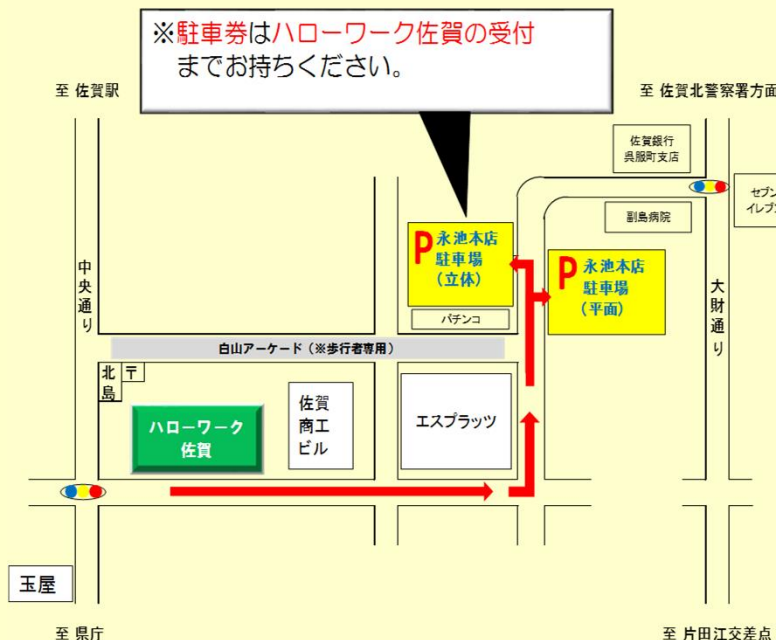 ※駐車券はハローワーク佐賀の受付
までお持ちください。
至 佐賀駅
至 佐賀北警察署方面
佐賀銀行
呉服町支店
セブン
イレブン
副島病院
P 永池本店
駐車場
(立体)
P 永池本店
駐車場
(平面)
中央通り
大財通り
パチンコ
白山アーケード(※歩行者専用)
北島
〒
ハローワーク
佐賀
佐賀
商工
ビル
エスプラッツ
玉屋
至 県庁
至 片田江交差点